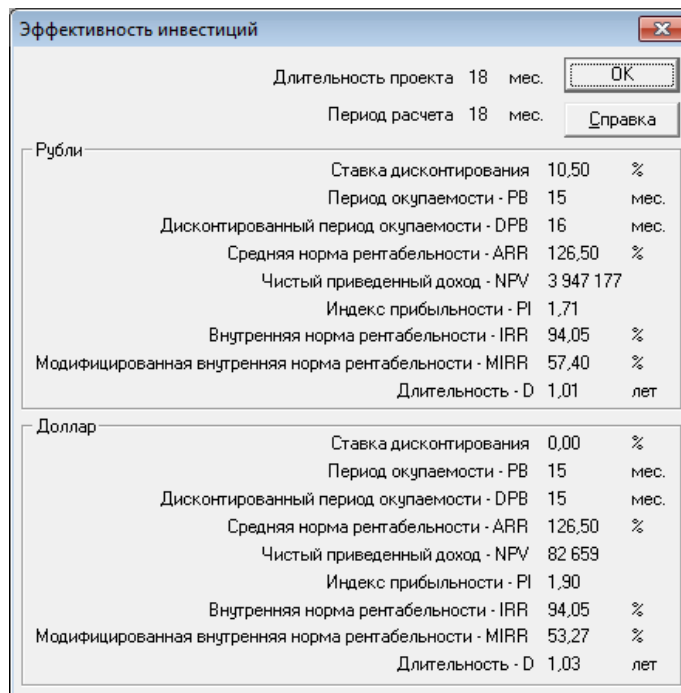 Эффективность инвестиций
Длительность проекта 18 мес. OK
Период расчета 18 мес. Справка
Рубли
Ставка дисконтирования 10,50 %
Период окупаемости - PB 15 мес.
Дисконтированный период окупаемости - DPB 16 мес.
Средняя норма рентабельности - ARR 126,50 %
Чистый приведенный доход - NPV 3 947 177
Индекс прибыльности - PI 1,71
Внутренняя норма рентабельности - IRR 94,05 %
Модифицированная внутренняя норма рентабельности - MIRR 57,40 %
Длительность - D 1,01 лет
Доллар
Ставка дисконтирования 0,00 %
Период окупаемости - PB 15 мес.
Дисконтированный период окупаемости - DPB 15 мес.
Средняя норма рентабельности - ARR 126,50 %
Чистый приведенный доход - NPV 82 659
Индекс прибыльности - PI 1,90
Внутренняя норма рентабельности - IRR 94,05 %
Модифицированная внутренняя норма рентабельности - MIRR 53,27 %
Длительность - D 1,03 лет